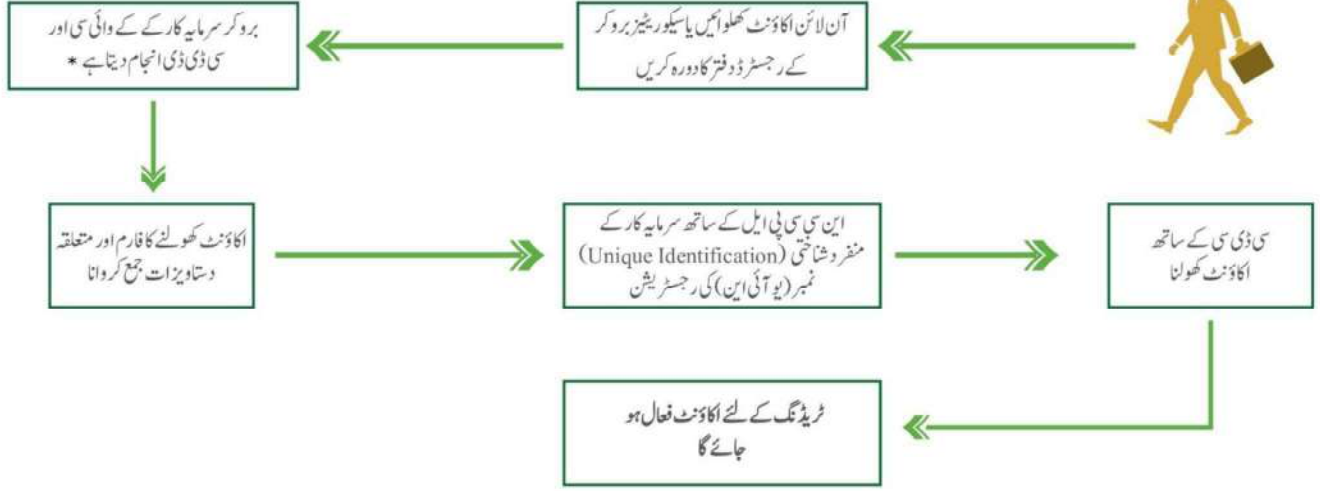 آن لائن اکاؤنٹ کھلوائیں یا سیکوریٹیز بروکر
کے رجسٹرڈ دفتر کا دورہ کریں
بروکر سرمایہ کار کے کے وائی سی اور
سی ڈی ڈی انجام دیتا ہے *
اکاؤنٹ کھولنے کا فارم اور متعلقہ
دستاویزات جمع کروانا
این سی سی پی ایل کے ساتھ سرمایہ کار کے
منفرد شناختی (Unique Identification)
نمبر (یو آئی این) کی رجسٹریشن
سی ڈی سی کے ساتھ
اکاؤنٹ کھولنا
ٹریڈنگ کے لئے اکاؤنٹ فعال ہو
جائے گا